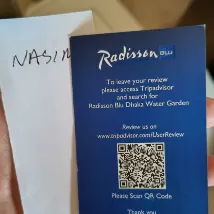 NASIM
Radisson BLU
To leave your review
please access Tripadvisor
and search for
Radisson Blu Dhaka Water Garden
Review us on
www.tripadvisor.com/UserReview
Please Scan QR Code
Thank you